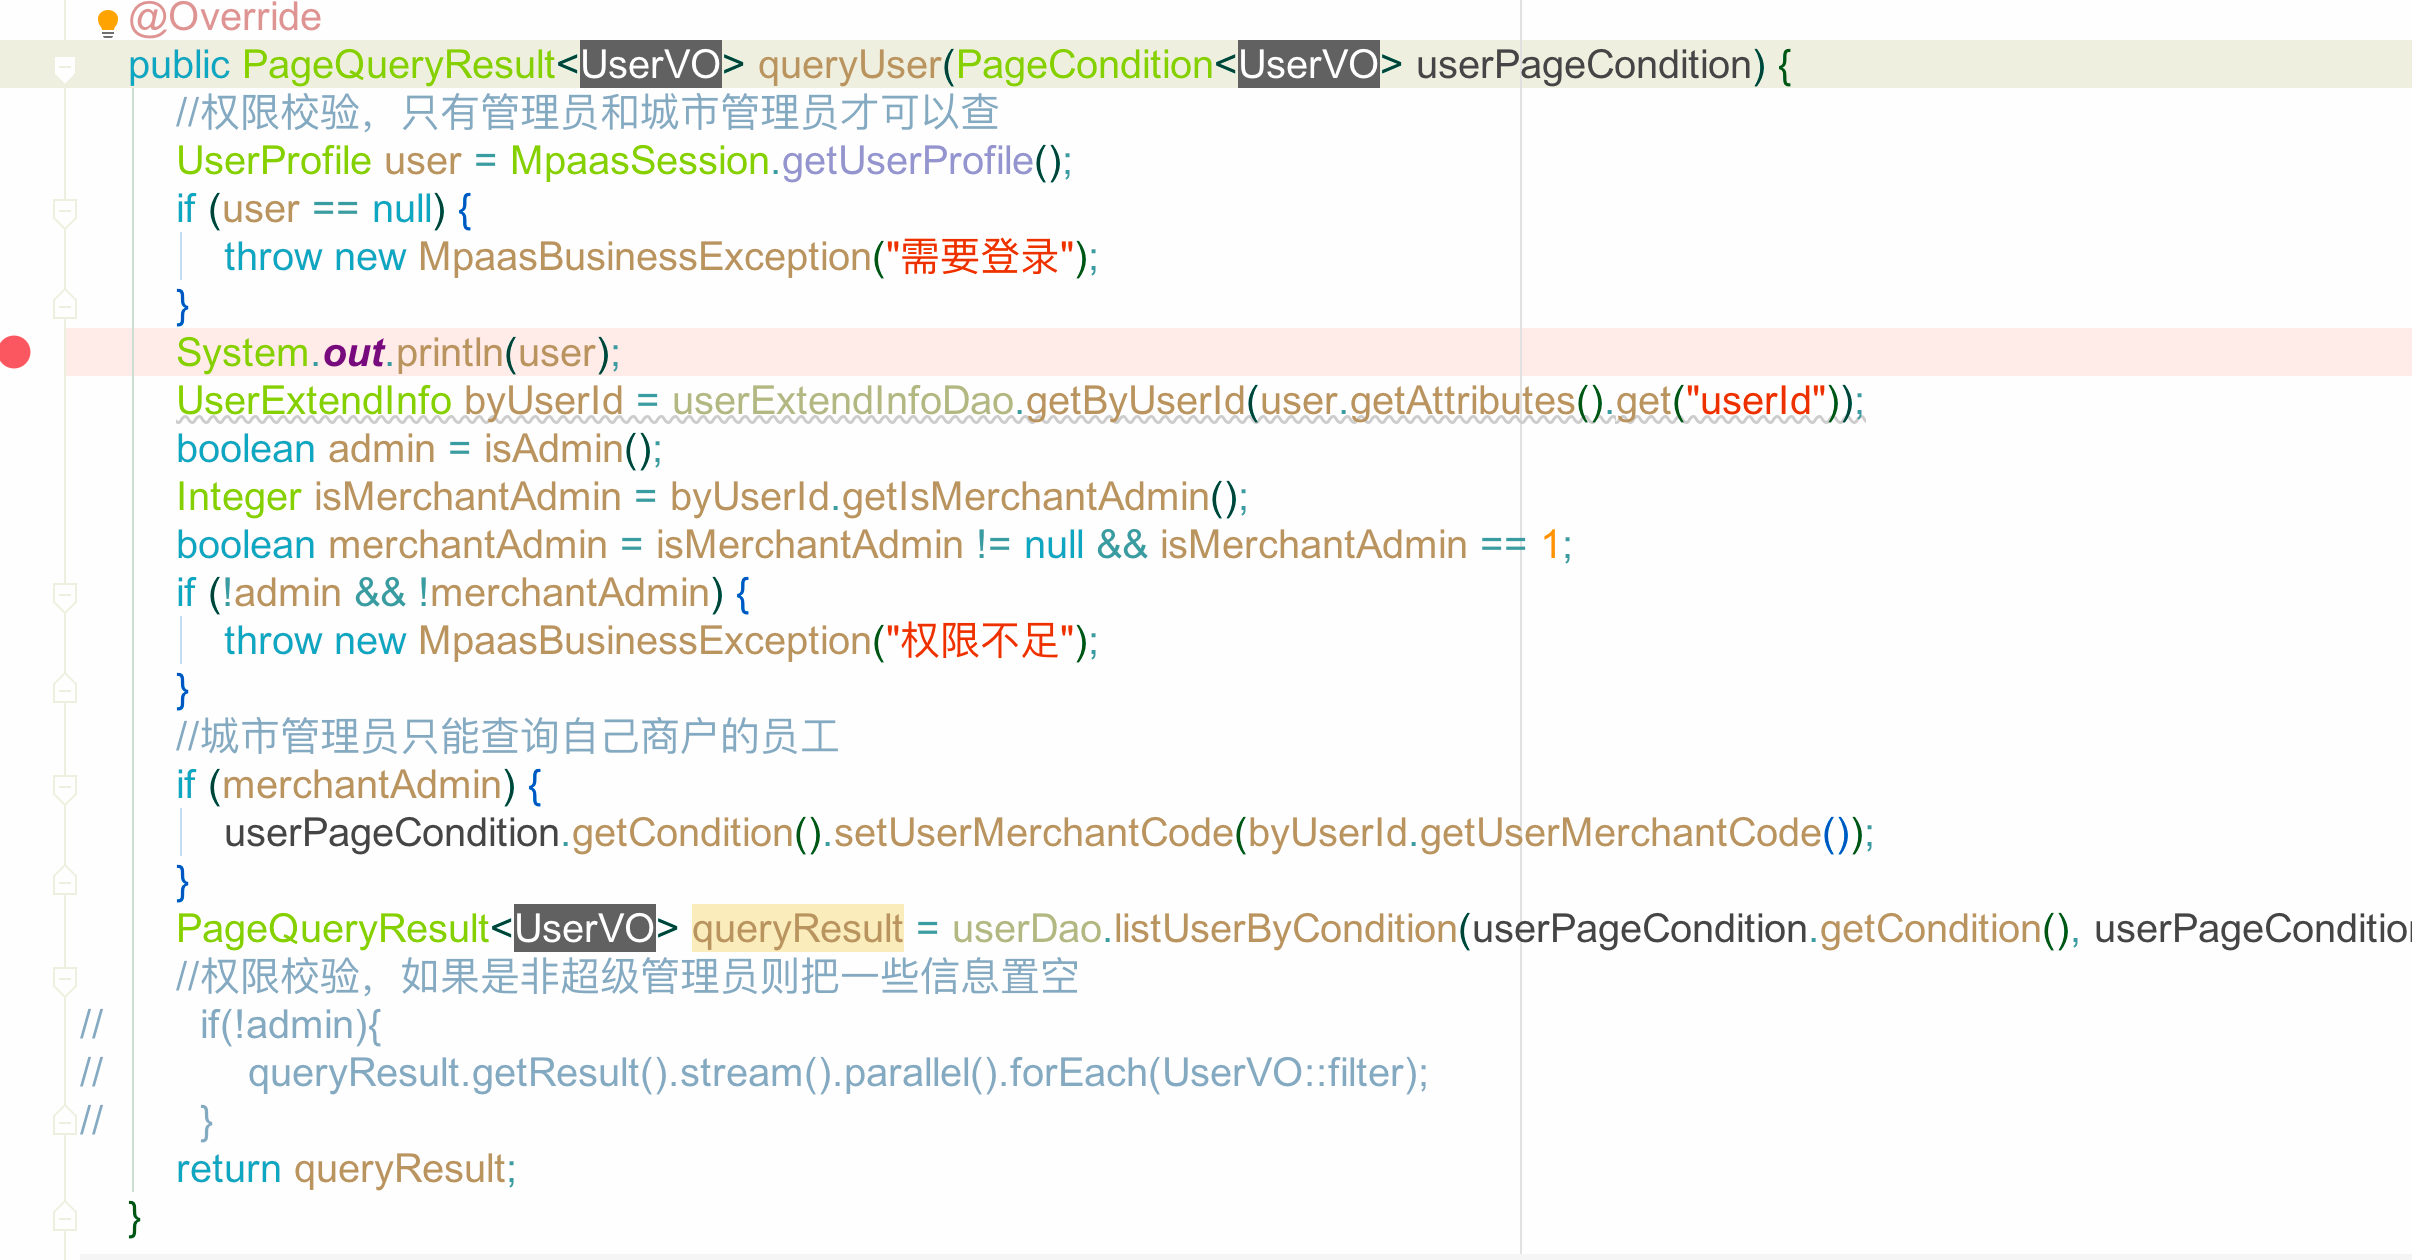 @Override
public PageQueryResult<UserVO> queryUser(PageCondition<UserVO> userPageCondition) {
//权限校验，只有管理员和城市管理员才可以查
UserProfile user = MpaasSession.getUserProfile();
if (user == null) {
throw new MpaasBusinessException("需要登录");
}
System.out.println(user);
UserExtendInfo byUserId = userExtendInfoDao.getByUserId(user.getAttributes().get("userId"));
boolean admin = isAdmin();
Integer isMerchantAdmin = byUserId.getIsMerchantAdmin();
boolean merchantAdmin = isMerchantAdmin != null && isMerchantAdmin == 1;
if (!admin && !merchantAdmin) {
throw new MpaasBusinessException("权限不足");
}
//城市管理员只能查询自己商户的员工
if (merchantAdmin) {
userPageCondition.getCondition().setUserMerchantCode(byUserId.getUserMerchantCode());
}
PageQueryResult<UserVO> queryResult = userDao.listUserByCondition(userPageCondition.getCondition(), userPageCondition
//权限校验，如果是非超级管理员则把一些信息置空
// if(!admin){
// queryResult.getResult().stream().parallel().forEach(UserVO::filter);
// }
return queryResult;
}